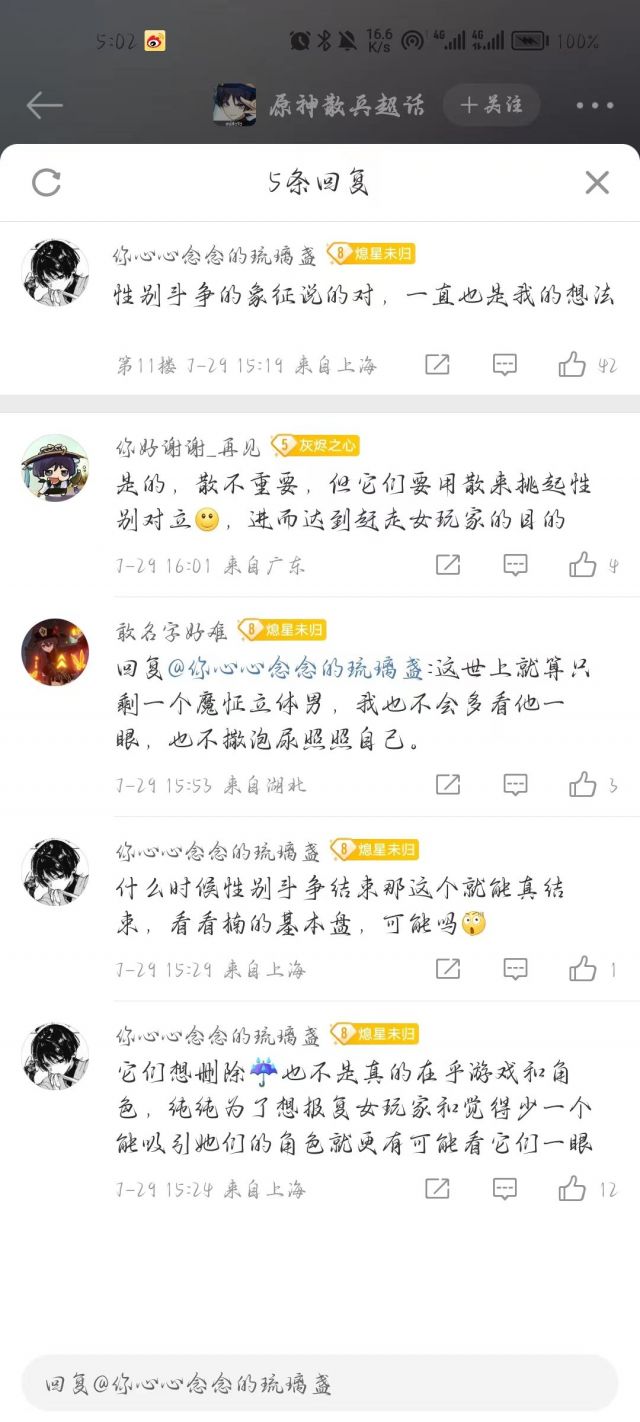 5:02
16.6
K/s
4G
4G
100%
原神散兵超话
+关注
5条回复
你心心念念的琉璃盏 8 熄星未归
性别斗争的象征说的对，一直也是我的想法
第11楼 7-29 15:19 来自上海
42
你好谢谢_再见 5 灰烬之心
是的，散不重要，但它们要用散来挑起性
别对立🙂，进而达到赶走女玩家的目的
7-29 16:01 来自广东
4
敢名字好难 8 熄星未归
回复@你心心念念的琉璃盏:这世上就算只
剩一个魔怔立体男，我也不会多看他一
眼，也不撒泡尿照照自己。
7-29 15:53 来自湖北
3
你心心念念的琉璃盏 8 熄星未归
什么时候性别斗争结束那这个就能真结
束，看看楠的基本盘，可能吗😲
7-29 15:29 来自上海
1
你心心念念的琉璃盏 8 熄星未归
它们想删除☔也不是真的在乎游戏和角
色，纯纯为了想报复女玩家和觉得少一个
能吸引她们的角色就更有可能看它们一眼
7-29 15:24 来自上海
12
回复@你心心念念的琉璃盏